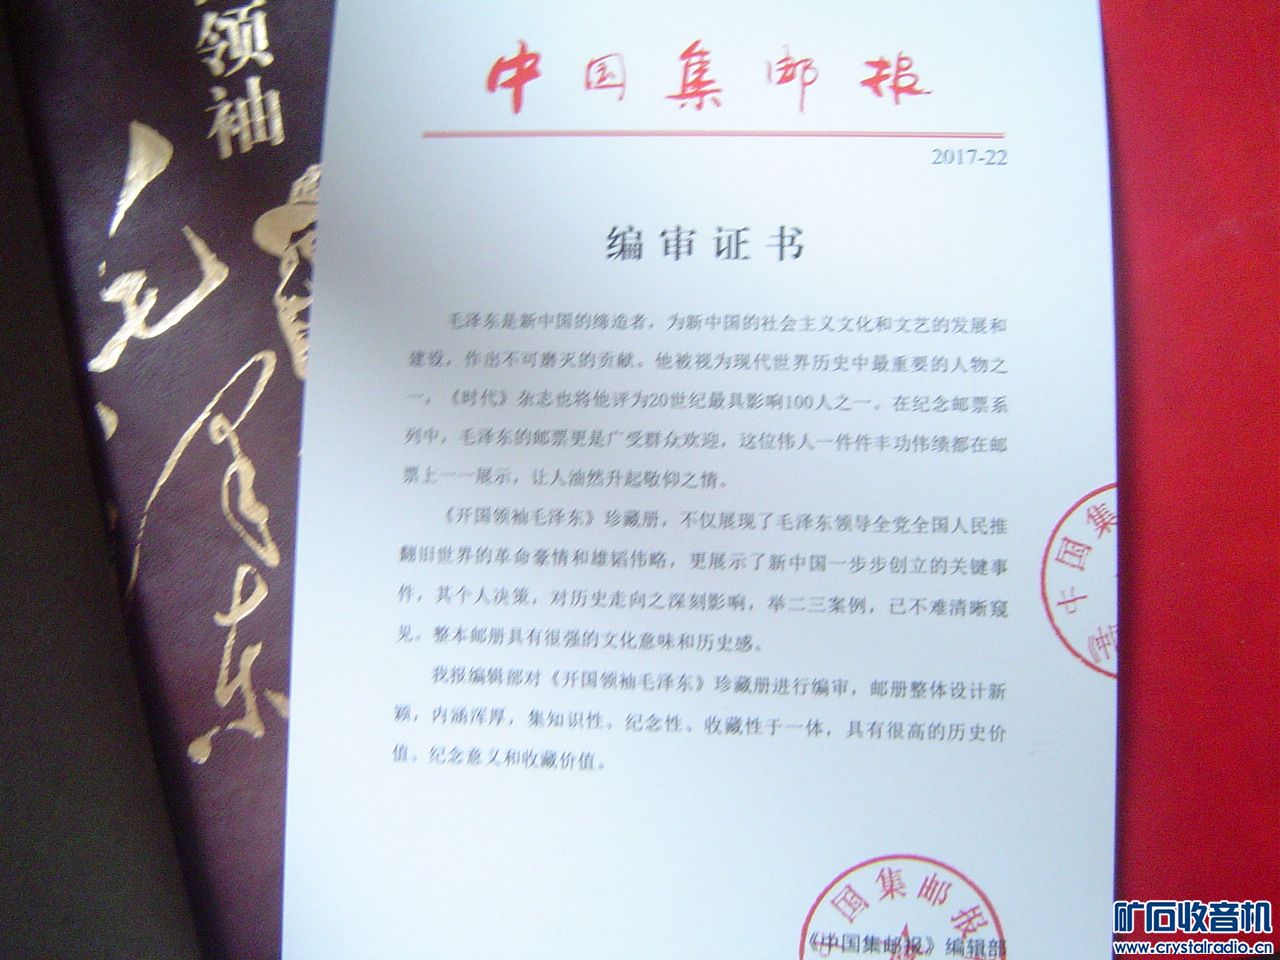 领袖
毛泽东
中国集邮报
2017-22
编审证书
毛泽东是新中国的缔造者，为新中国的社会主义文化和文艺的发展和
建设，作出不可磨灭的贡献。他被视为现代世界历史中最重要的人物之
一，《时代》杂志也将他评为20世纪最具影响100人之一。在纪念邮票系
列中，毛泽东的邮票更是广受群众欢迎，这位伟人一件件丰功伟绩都在邮
票上一一展示，让人油然升起敬仰之情。
《开国领袖毛泽东》珍藏册，不仅展现了毛泽东领导全党全国人民推
翻旧世界的革命豪情和雄韬伟略，更展示了新中国一步步创立的关键事
件，其个人决策，对历史走向之深刻影响，举二三案例，已不难清晰窥
见。整本邮册具有很强的文化意味和历史感。
我报编辑部对《开国领袖毛泽东》珍藏册进行编审，邮册整体设计新
颖，内涵浑厚，集知识性、纪念性、收藏性于一体，具有很高的历史价
值、纪念意义和收藏价值。
中国集
国集邮报
《中国集邮报》编辑部
矿石收音机
www.crystalradio.cn